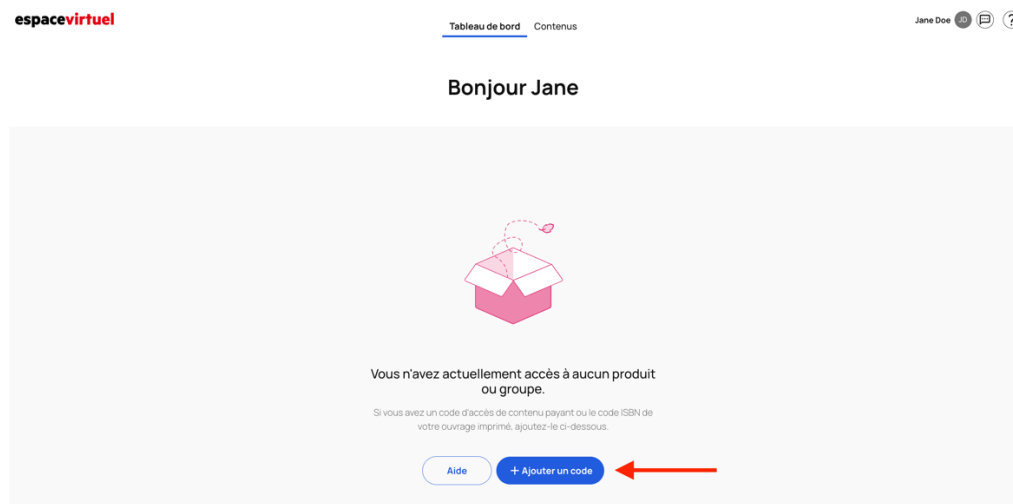 espacevirtuel
Tableau de bord Contenus
Jane Doe JD
?
Bonjour Jane
Vous n'avez actuellement accès à aucun produit
ou groupe.
Si vous avez un code d'accès de contenu payant ou le code ISBN de
votre ouvrage imprimé, ajoutez-le ci-dessous.
Aide
+ Ajouter un code